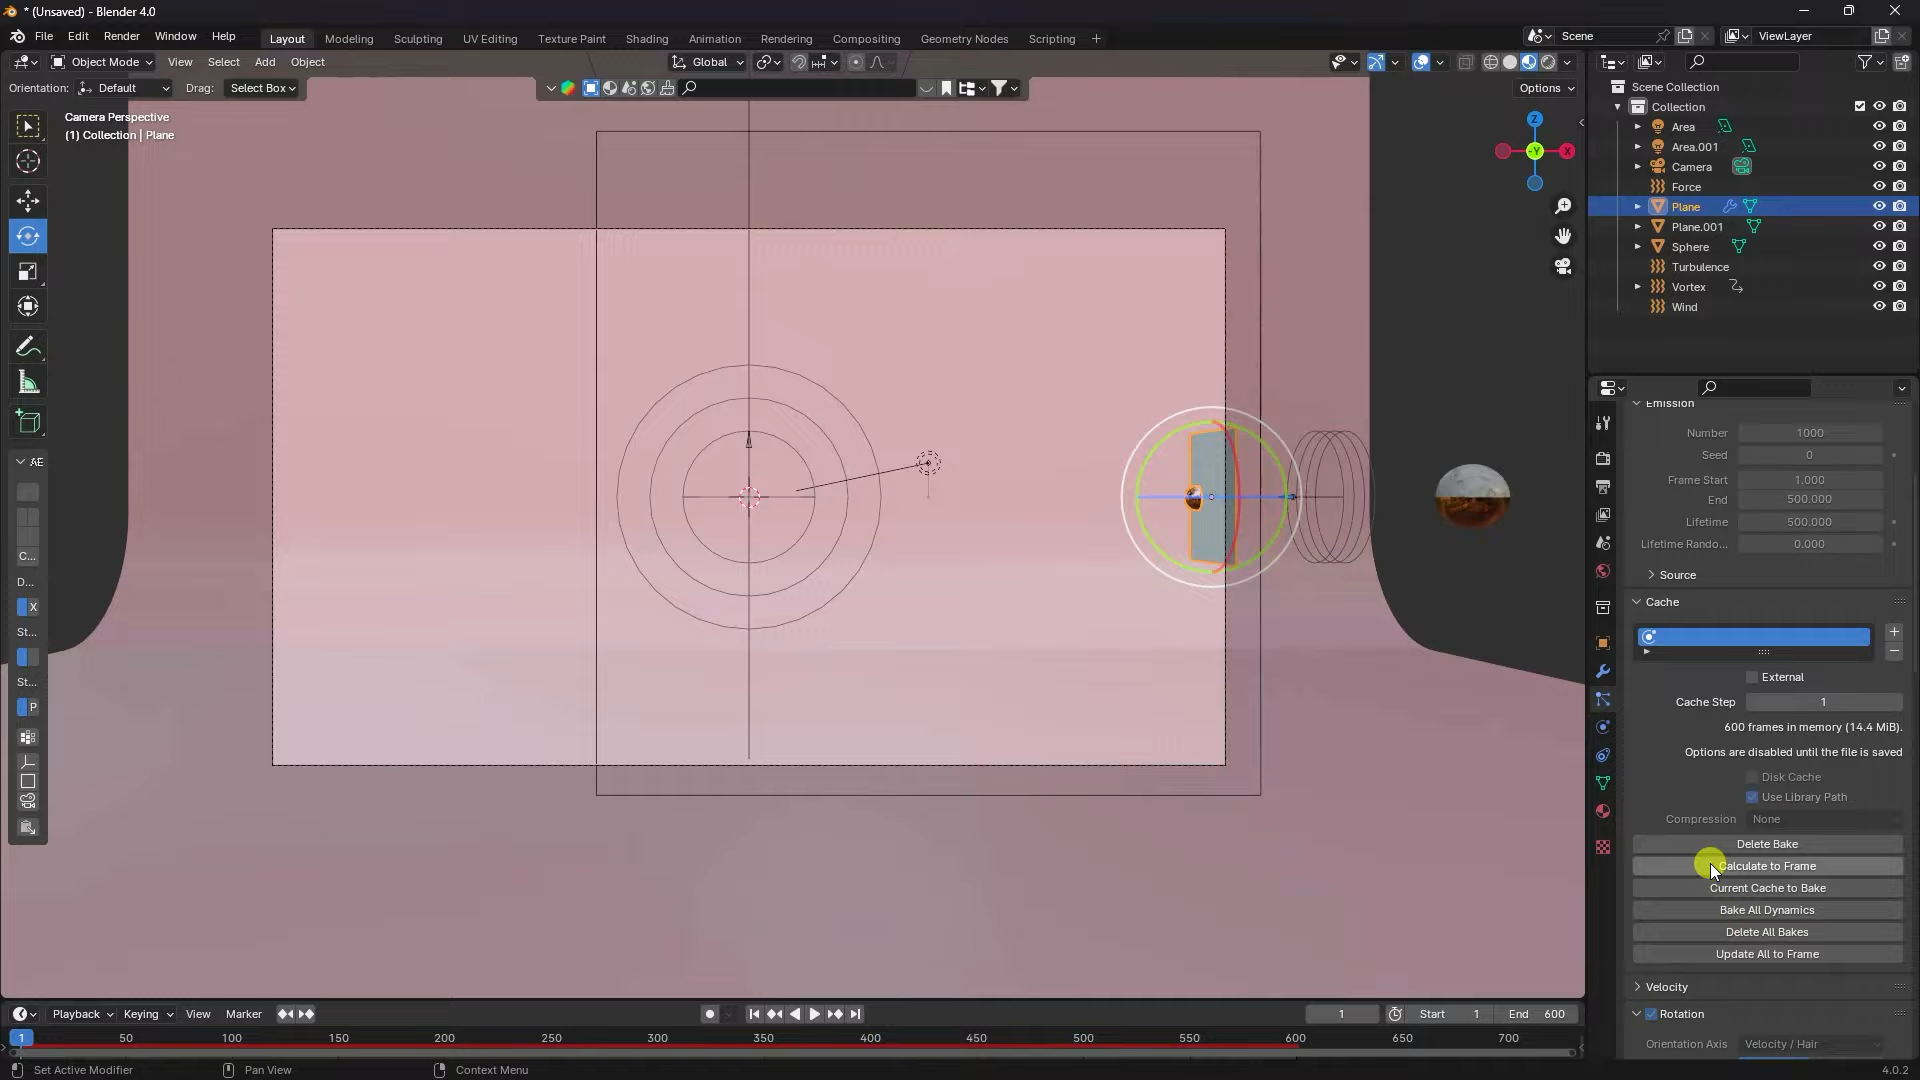 * (Unsaved) - Blender 4.0
File Edit Render Window Help
Layout Modeling Sculpting UV Editing Texture Paint Shading Animation Rendering Compositing Geometry Nodes Scripting +
Scene
ViewLayer
Object Mode View Select Add Object
Global
Orientation: Default Drag: Select Box
Options
Camera Perspective
(1) Collection | Plane
Z
-Y
X
AE
C...
D...
X
St...
St...
P
Scene Collection
Collection
Area
Area.001
Camera
Force
Plane
Plane.001
Sphere
Turbulence
Vortex
Wind
Emission
Number 1000
Seed 0
Frame Start 1.000
End 500.000
Lifetime 500.000
Lifetime Rando... 0.000
Source
Cache
External
Cache Step 1
600 frames in memory (14.4 MiB).
Options are disabled until the file is saved
Disk Cache
Use Library Path
Compression None
Delete Bake
Calculate to Frame
Current Cache to Bake
Bake All Dynamics
Delete All Bakes
Update All to Frame
Velocity
Rotation
Orientation Axis Velocity / Hair
Playback Keying View Marker
1
Start 1
End 600
1 50 100 150 200 250 300 350 400 450 500 550 600 650 700
Set Active Modifier
Pan View
Context Menu
4.0.2